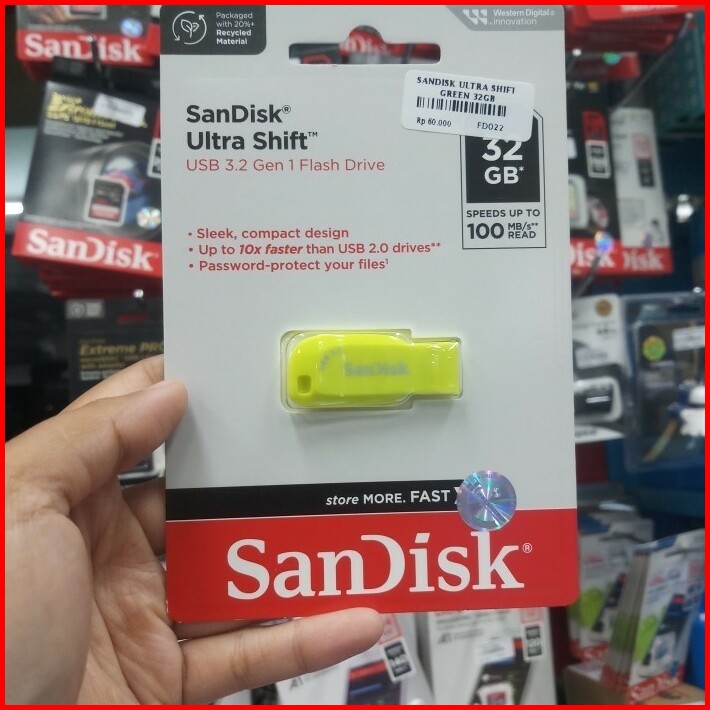 Packaged
with 20%+
Recycled
Material
Western Digital®
innovation
SANDISK ULTRA SHIFT
GREEN 32GB
Rp 60.000 FD022
SanDisk®
Ultra Shift™
USB 3.2 Gen 1 Flash Drive
32
GB*
SPEEDS UP TO
100 MB/s**
READ
• Sleek, compact design
• Up to 10x faster than USB 2.0 drives**
• Password-protect your files¹
SanDisk
store MORE. FAST
SanDisk®
SanDisk
SanDisk
Extreme PRO